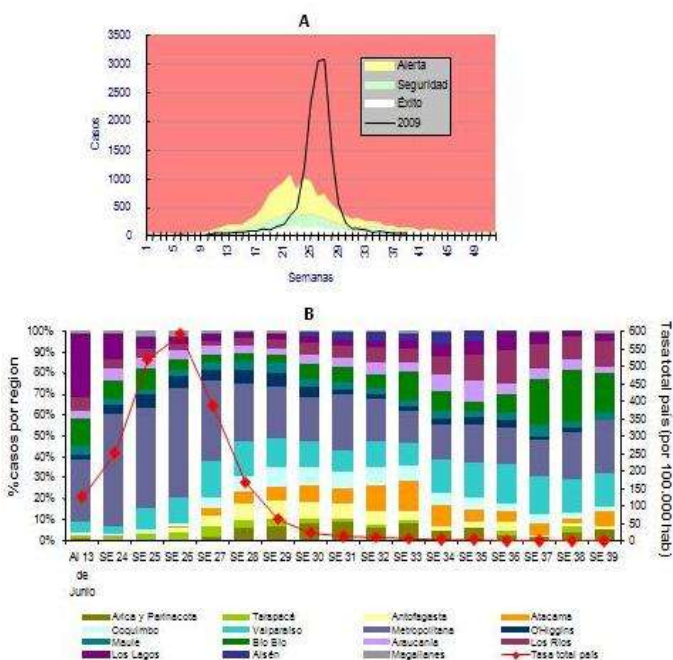 A
3500
3000
2500
2000
1500
1000
500
0
Casos
Alerta
Seguridad
Éxito
2009
1 5 9 13 17 21 25 29 33 37 41 45 49
Semanas
B
100%
90%
80%
70%
60%
50%
40%
30%
20%
10%
0%
% casos por region
600
550
500
450
400
350
300
250
200
150
100
50
0
Tasa total país (por 100.000 hab)
Al 13 de Junio SE 24 SE 25 SE 26 SE 27 SE 28 SE 29 SE 30 SE 31 SE 32 SE 33 SE 34 SE 35 SE 36 SE 37 SE 38 SE 39
Arica y Parinacota Tarapacá Antofagasta Atacama
Coquimbo Valparaíso Metropolitana O'Higgins
Maule Bio Bio Araucanía Los Ríos
Los Lagos Aisén Magallanes Tasa total país